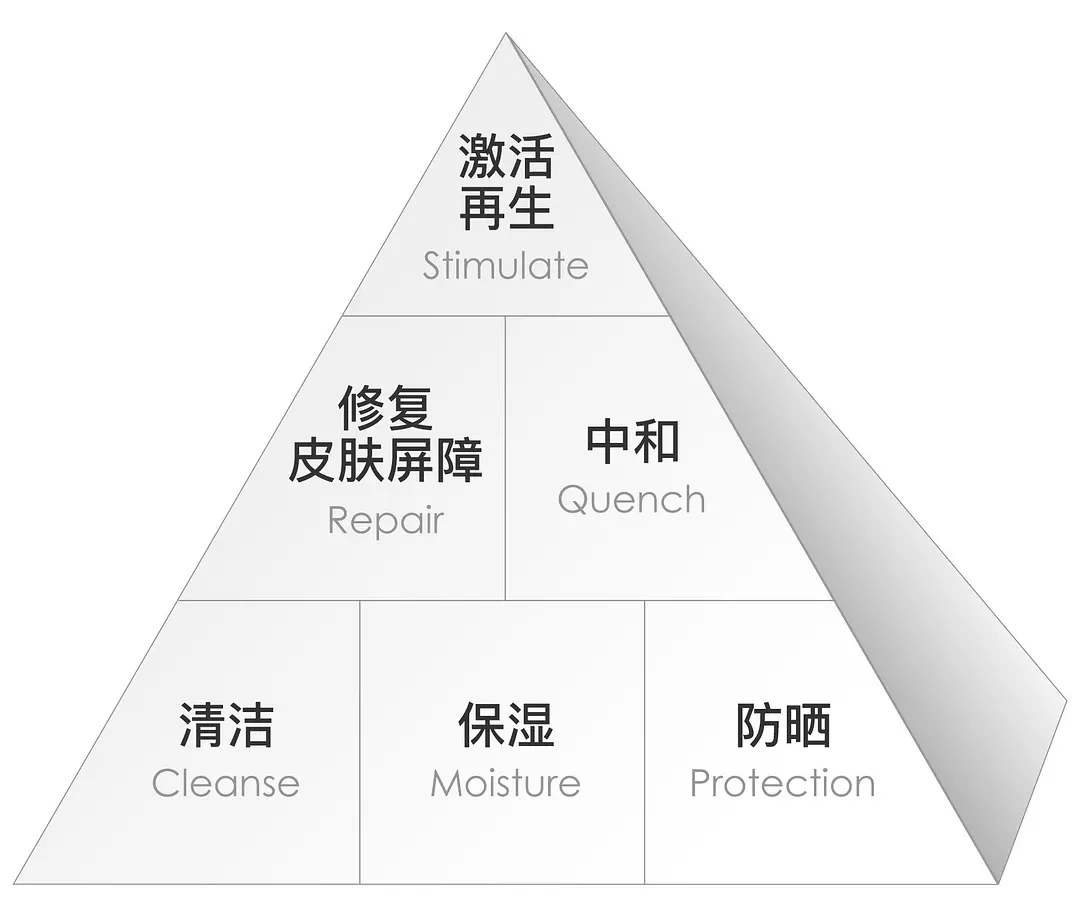 激活
再生
Stimulate
修复
皮肤屏障
Repair
中和
Quench
清洁
Cleanse
保湿
Moisture
防晒
Protection